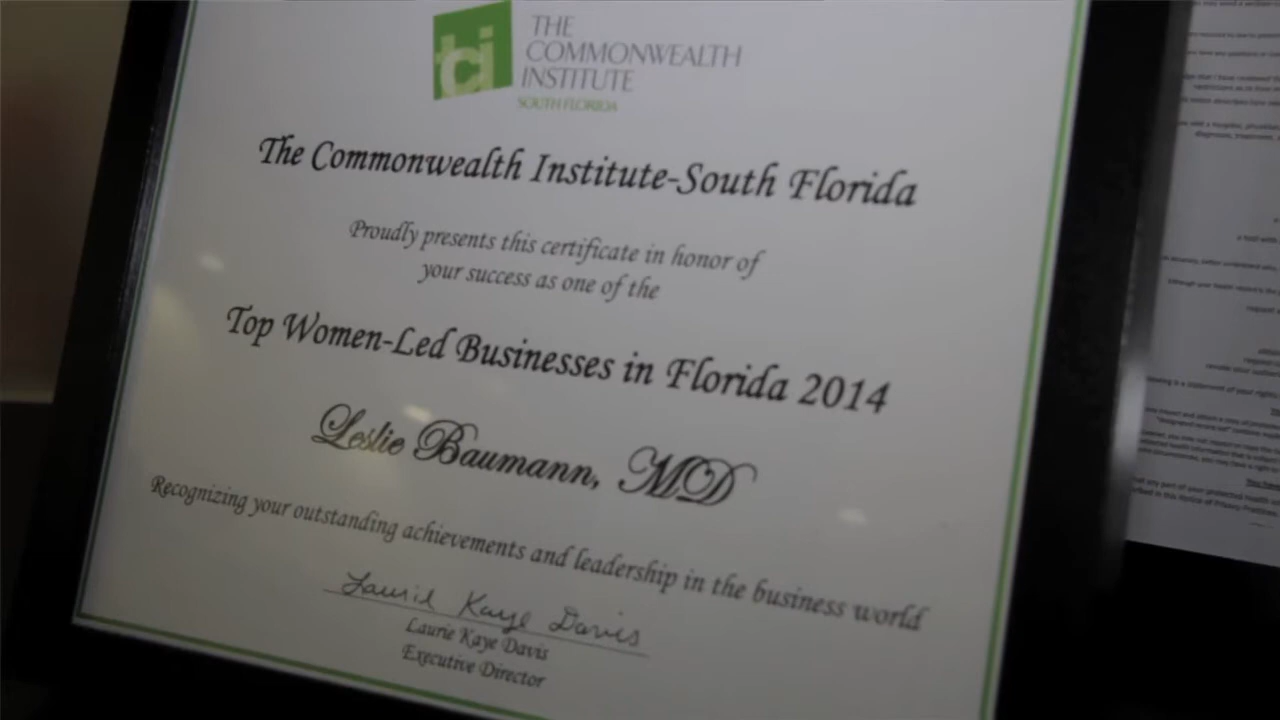 tci
THE
COMMONWEALTH
INSTITUTE
SOUTH FLORIDA
The Commonwealth Institute-South Florida
Proudly presents this certificate in honor of
your success as one of the
Top Women-Led Businesses in Florida 2014
Leslie Baumann, MD
Recognizing your outstanding achievements and leadership in the business world
Laurie Kaye Davis
Laurie Kaye Davis
Executive Director